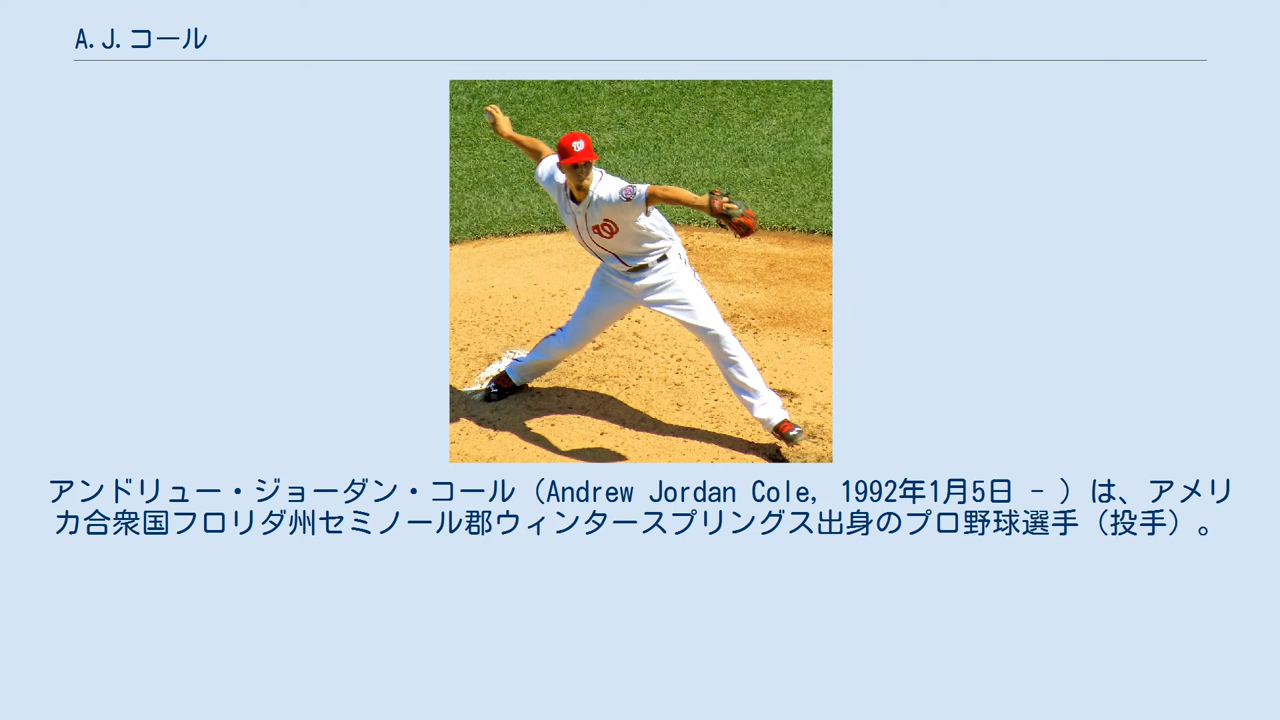 A.J.コール
W
W
アンドリュー・ジョーダン・コール（Andrew Jordan Cole, 1992年1月5日 - ）は、アメリ
カ合衆国フロリダ州セミノール郡ウィンタースプリングス出身のプロ野球選手（投手）。